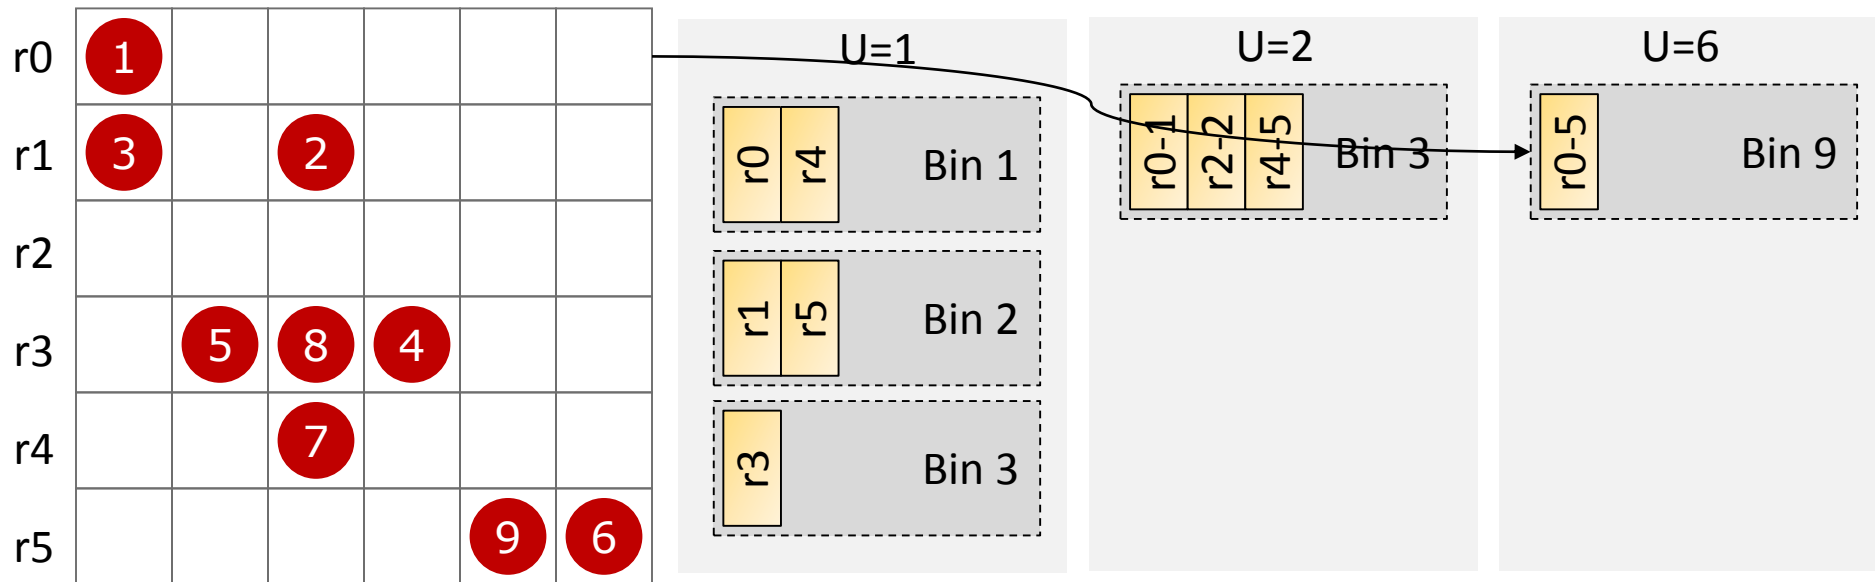 r0
1
r1
3 2
r2
r3
5 8 4
r4
7
r5
9 6
U=1
r0 r4 Bin 1
r1 r5 Bin 2
r3 Bin 3
U=2
r0-1 r2-2 r4-5 Bin 3
U=6
r0-5 Bin 9